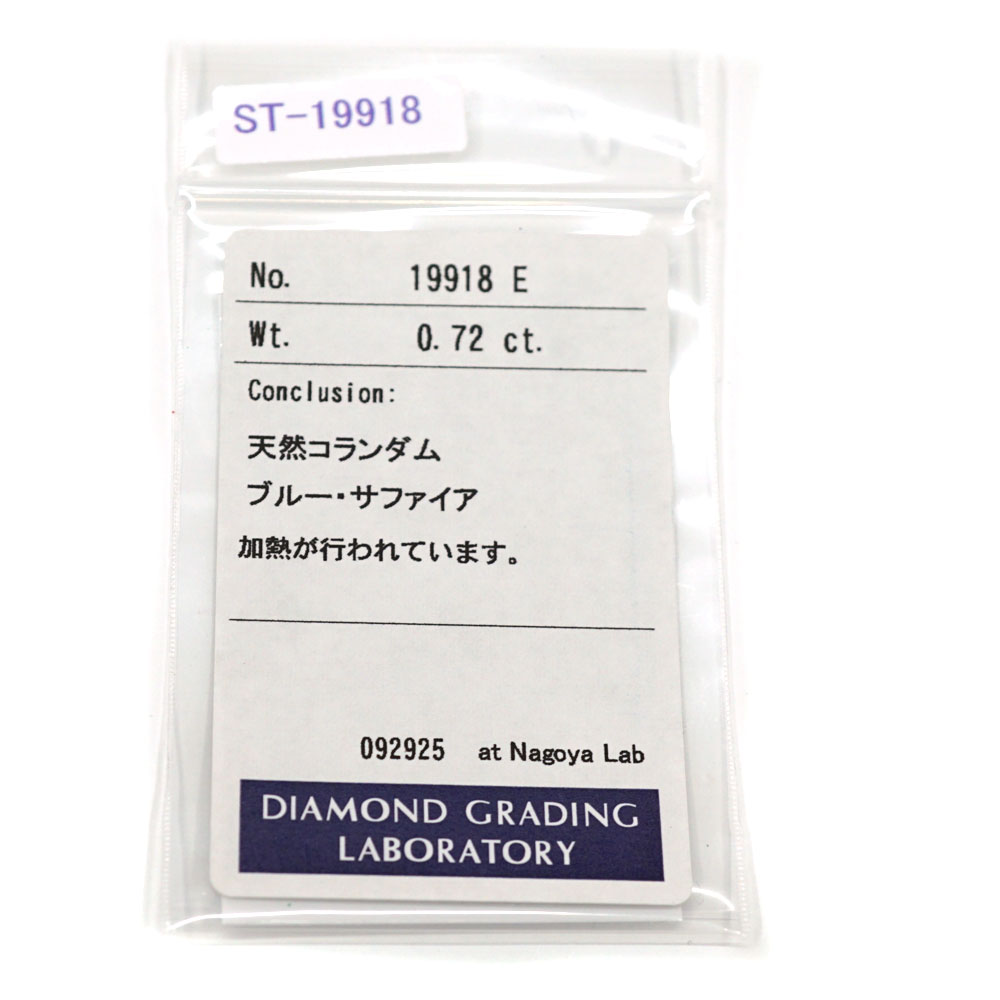 ST-19918
No. 19918 E
Wt. 0.72 ct.
Conclusion:
天然コランダム
ブルー・サファイア
加熱が行われています。
092925 at Nagoya Lab
DIAMOND GRADING
LABORATORY